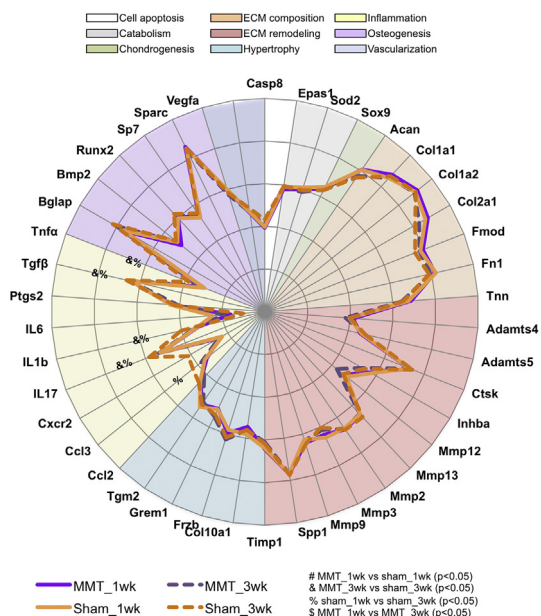 Cell apoptosis ECM composition Inflammation
Catabolism ECM remodeling Osteogenesis
Chondrogenesis Hypertrophy Vascularization
Casp8
Epas1
Sod2
Sox9
Acan
Col1a1
Col1a2
Col2a1
Fmod
Fn1
Tnn
Adamts4
Adamts5
Ctsk
Inhba
Mmp12
Mmp13
Mmp2
Mmp3
Mmp9
Spp1
Timp1
Col10a1
Frzb
Grem1
Tgm2
Ccl2
Ccl3
Cxcr2
IL17
IL1b
IL6
Ptgs2
Tgfβ
Tnfα
Bglap
Bmp2
Runx2
Sp7
Sparc
Vegfa
&%
&%
&%
%
MMT_1wk MMT_3wk
Sham_1wk Sham_3wk
# MMT_1wk vs sham_1wk (p<0.05)
& MMT_3wk vs sham_3wk (p<0.05)
% sham_1wk vs sham_3wk (p<0.05)
$ MMT_1wk vs MMT_3wk (p<0.05)